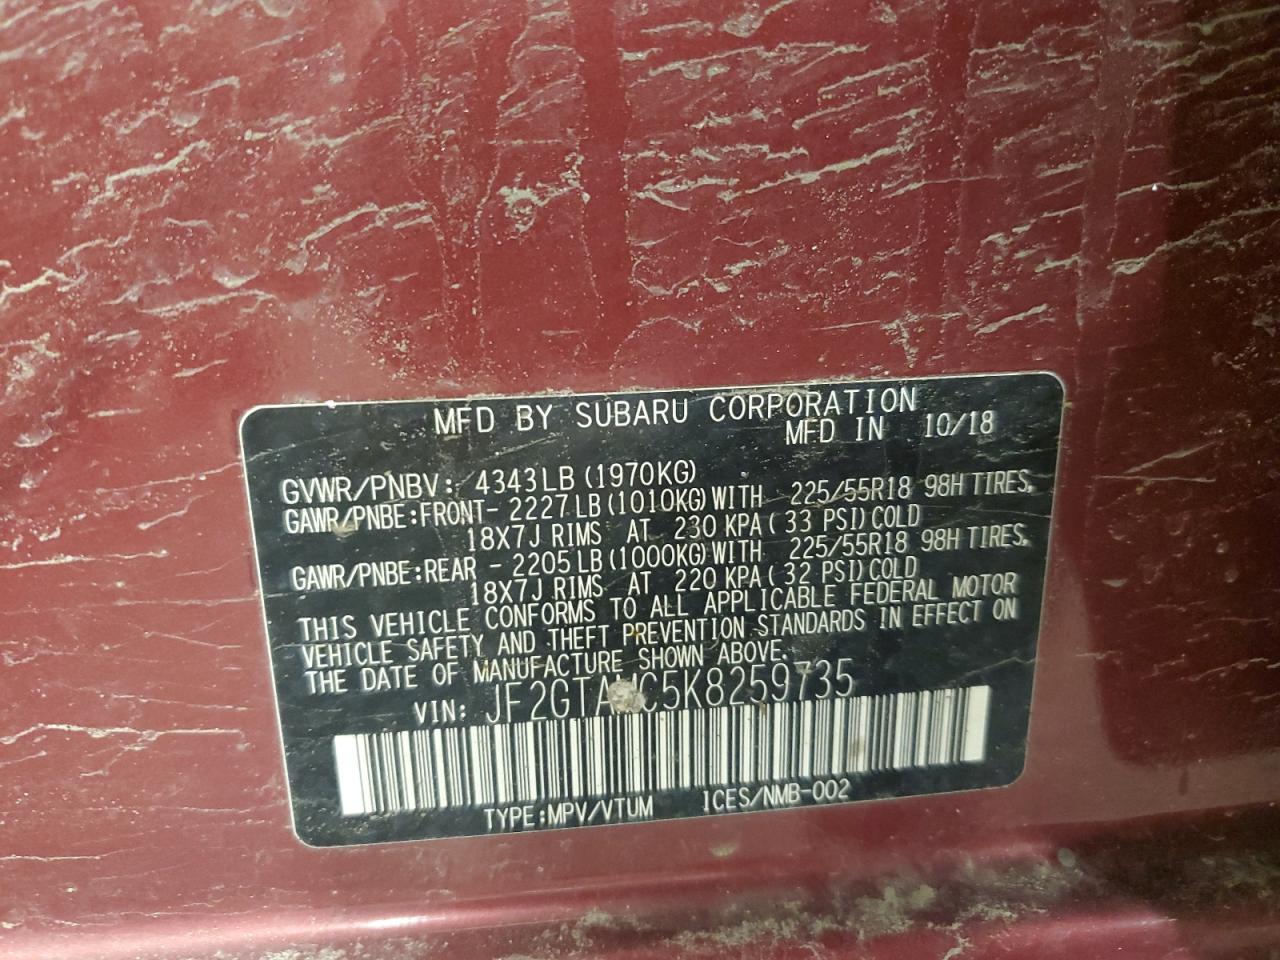 MFD BY SUBARU CORPORATION
MFD IN 10/18
GVWR/PNBV: 4343LB (1970KG)
GAWR/PNBE:FRONT- 2227LB (1010KG) WITH 225/55R18 98H TIRES,
18X7J RIMS AT 230 KPA( 33 PSI) COLD
GAWR/PNBE:REAR - 2205LB (1000KG) WITH 225/55R18 98H TIRES,
18X7J RIMS AT 220 KPA( 32 PSI) COLD
THIS VEHICLE CONFORMS TO ALL APPLICABLE FEDERAL MOTOR
VEHICLE SAFETY AND THEFT PREVENTION STANDARDS IN EFFECT ON
THE DATE OF MANUFACTURE SHOWN ABOVE.
VIN: JF2GTAMC5K8259735
TYPE:MPV/VTUM ICES/NMB-002